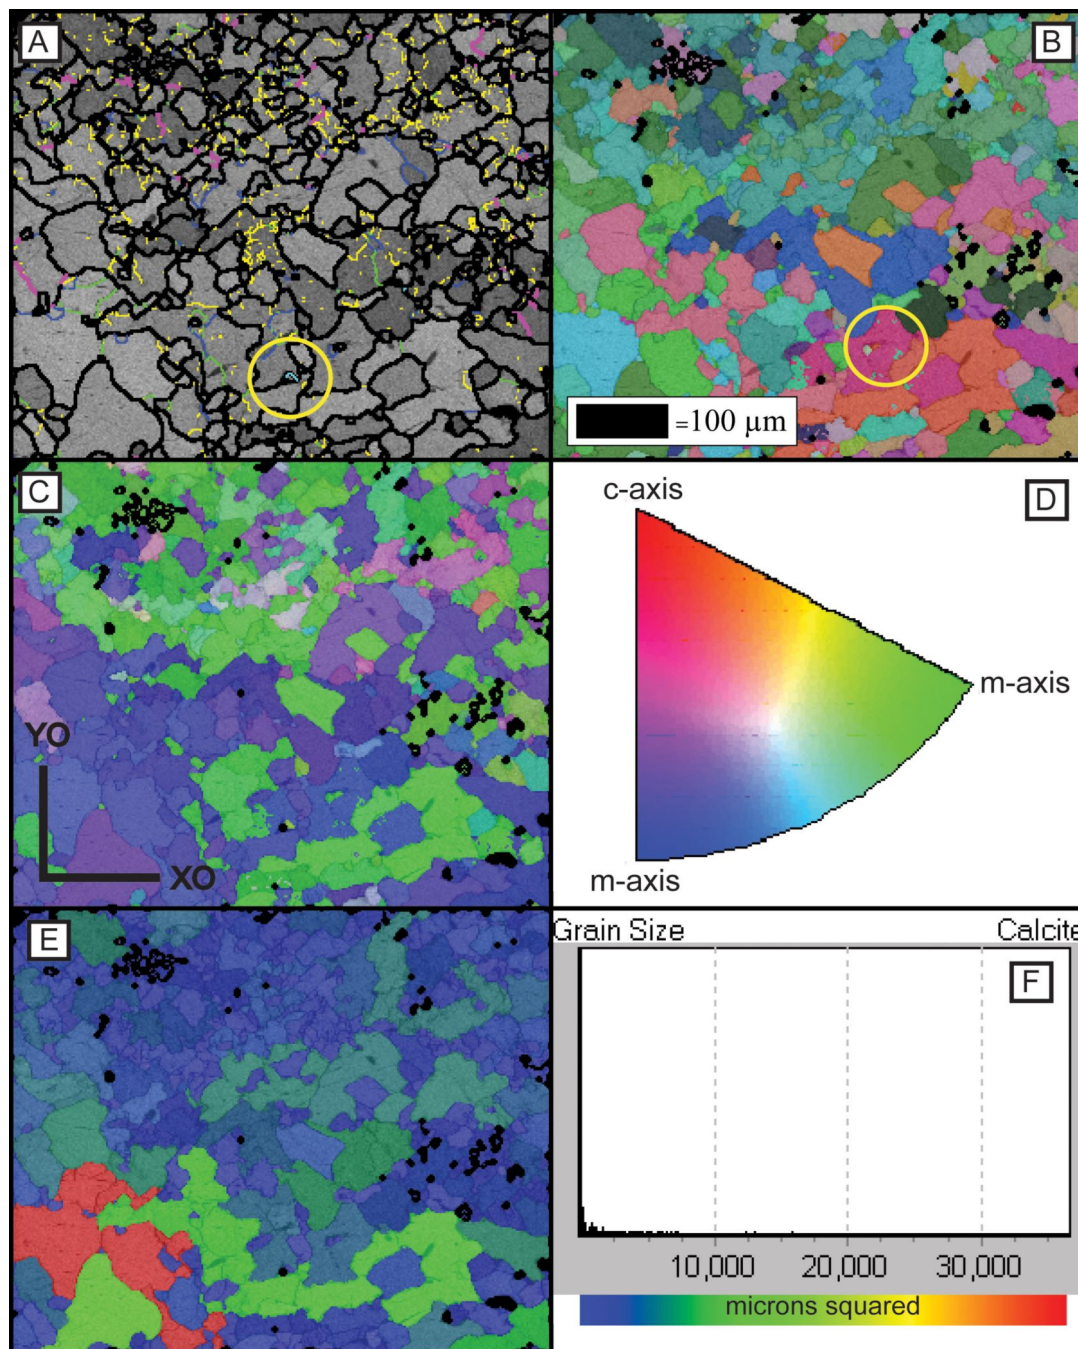 A
B
=100 µm
C
YO
XO
D
c-axis
m-axis
m-axis
E
Grain Size
Calcite
F
10,000
20,000
30,000
microns squared